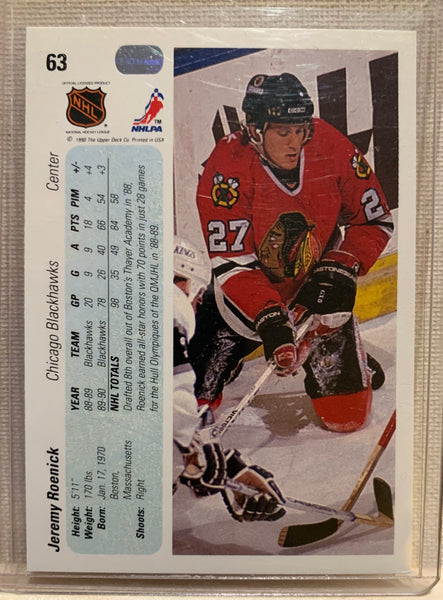 63
OFFICIAL LICENSED PRODUCT
NHL
NATIONAL HOCKEY LEAGUE
NHLPA
TM
© 1990 The Upper Deck Co. Printed in USA
Jeremy Roenick Chicago Blackhawks Center
Height: 5'11"
Weight: 170 lbs.
Born: Jan. 17, 1970
Boston,
Massachusetts
Shoots: Right
YEAR TEAM GP G A PTS PIM +/-
88-89 Blackhawks 20 9 9 18 4 +4
89-90 Blackhawks 78 26 40 66 54 +3
NHL TOTALS 98 35 49 84 58
Drafted 8th overall out of Boston's Thayer Academy in '88,
Roenick earned all-star honors with 70 points in just 28 games
for the Hull Olympiques of the QMJHL in 88-89.
27
27
KINGS
VICTORIAVILLE